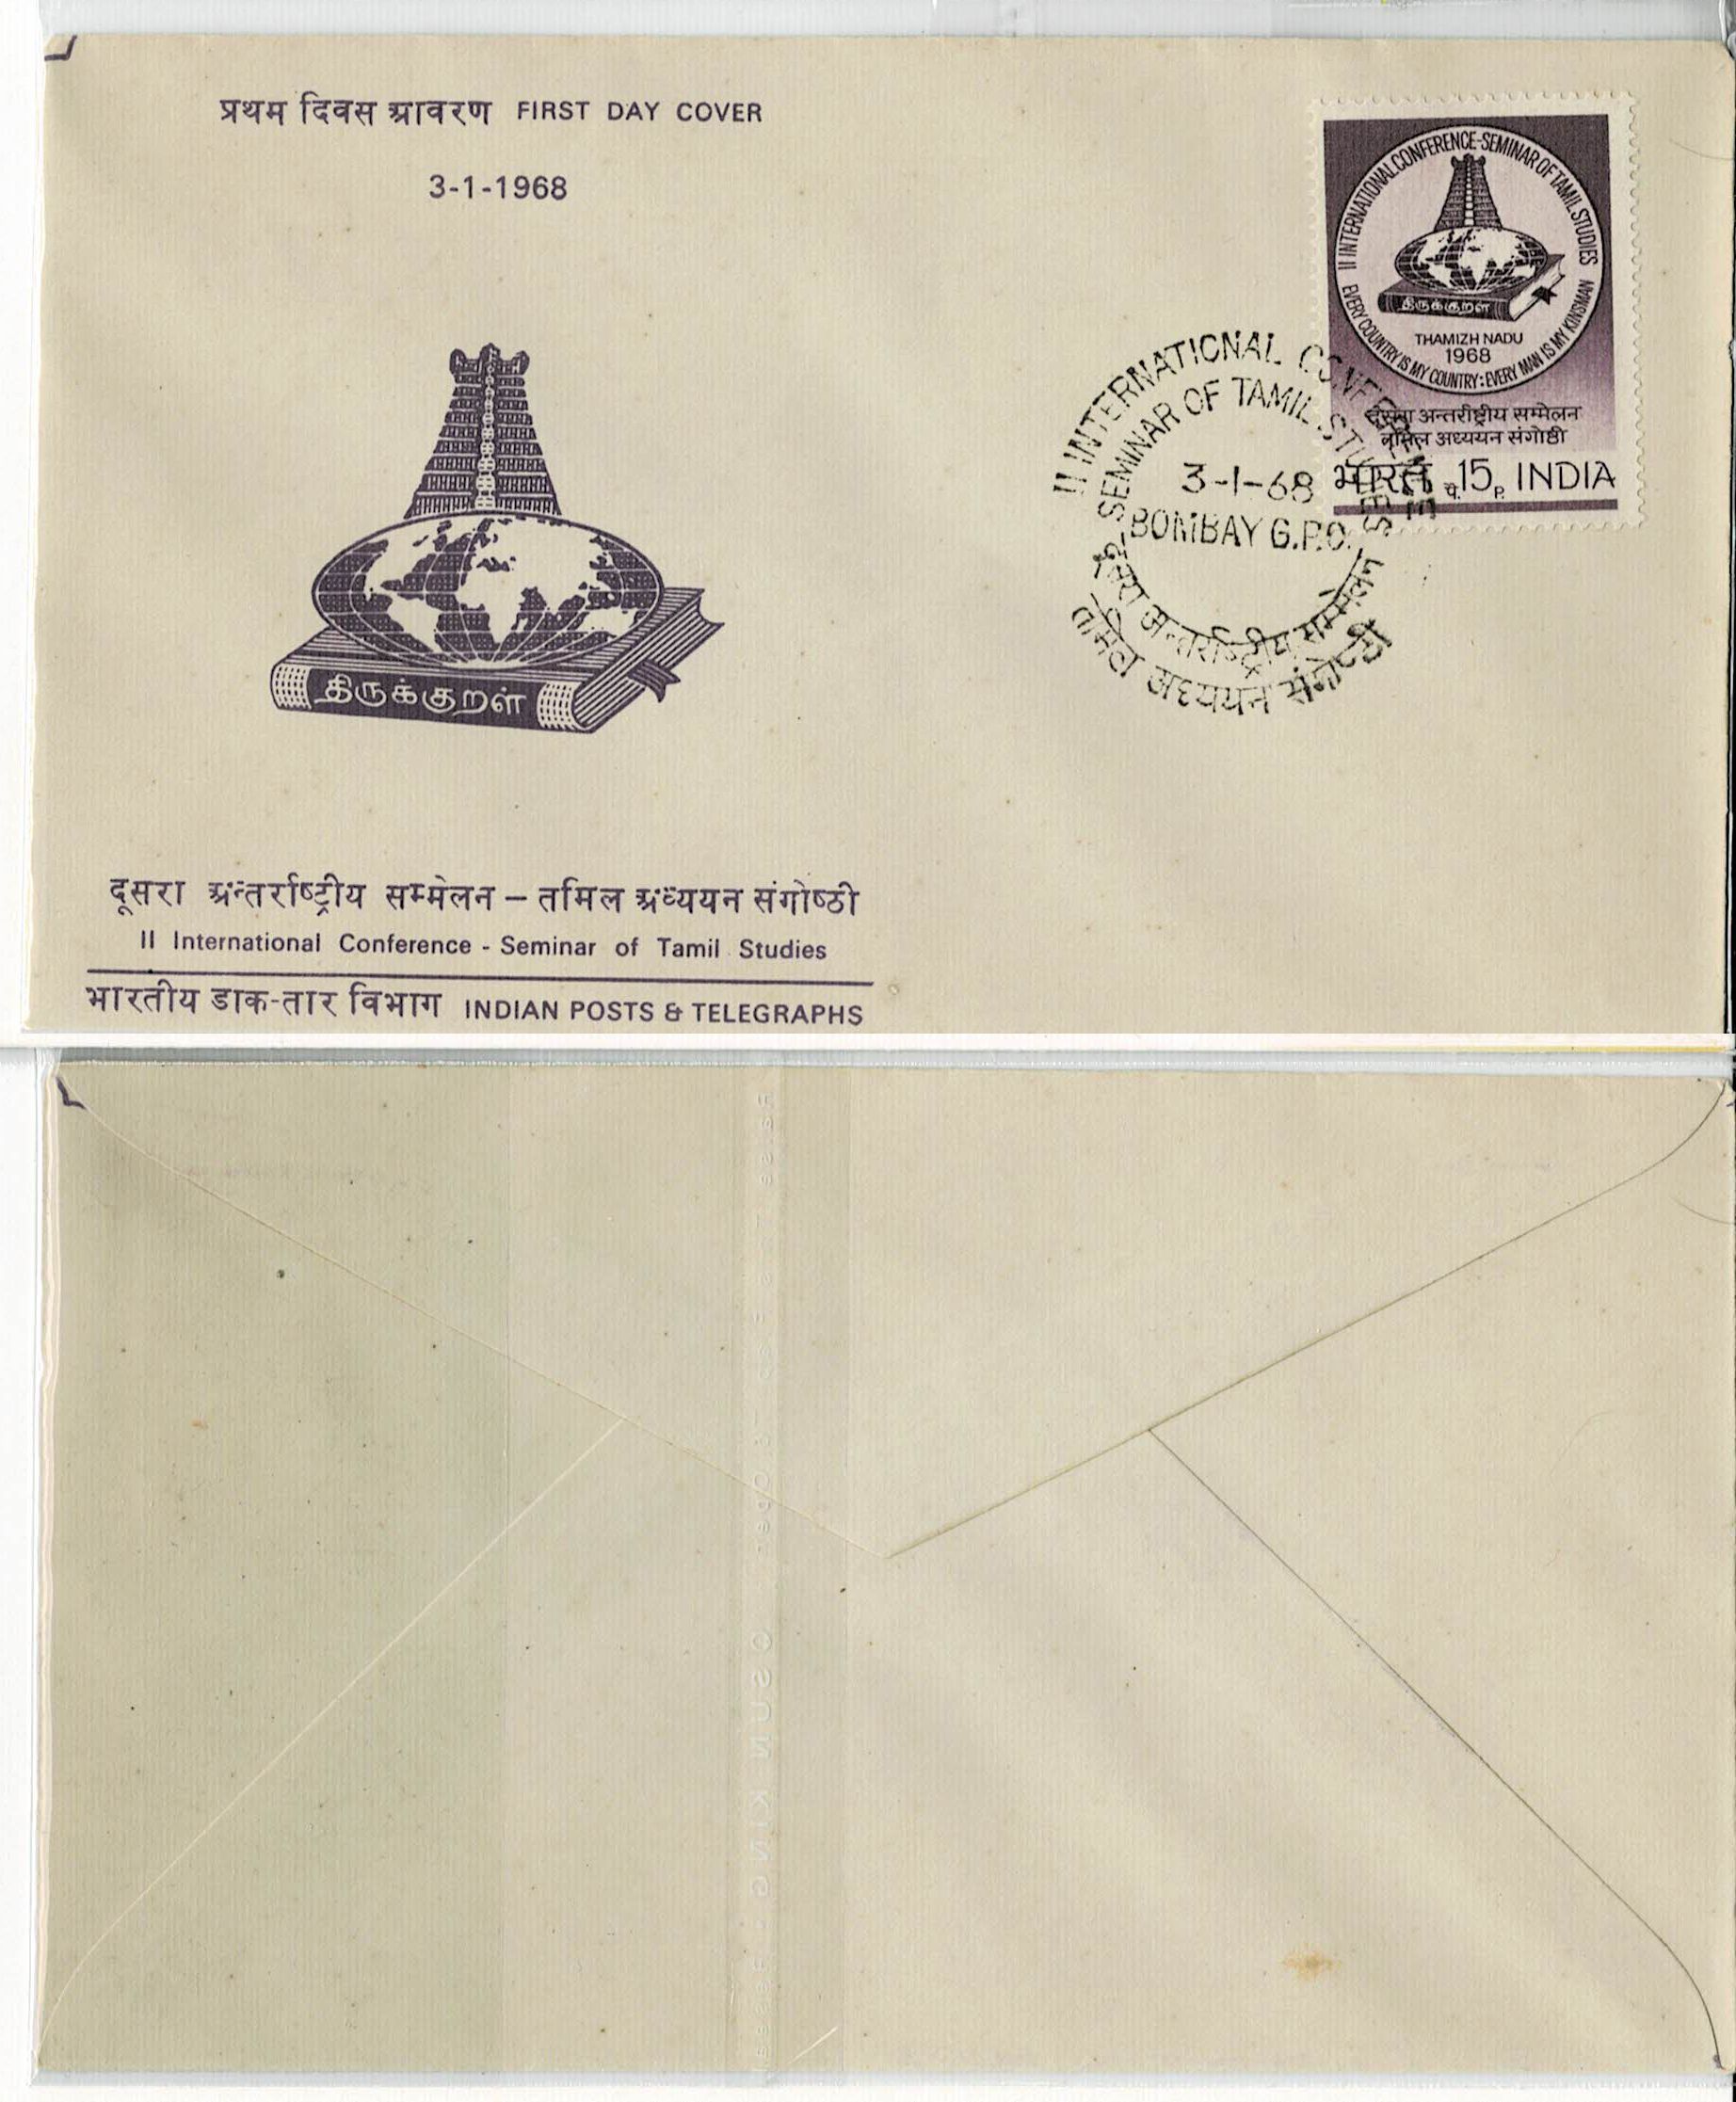 प्रथम दिवस आवरण FIRST DAY COVER
3-1-1968
II INTERNATIONAL CONFERENCE-SEMINAR OF TAMIL STUDIES
EVERY COUNTRY IS MY COUNTRY: EVERY MAN IS MY KINSMAN
திருக்குறள்
THAMIZH NADU
1968
दूसरा अन्तर्राष्ट्रीय सम्मेलन
तमिल अध्ययन संगोष्ठी
भारत पै. 15 P. INDIA
II INTERNATIONAL CONFERENCE
SEMINAR OF TAMIL STUDIES
3-1-68
BOMBAY G.P.O.
दूसरा अन्तर्राष्ट्रीय सम्मेलन
तमिल अध्ययन संगोष्ठी
திருக்குறள்
दूसरा अन्तर्राष्ट्रीय सम्मेलन – तमिल अध्ययन संगोष्ठी
II International Conference - Seminar of Tamil Studies
भारतीय डाक-तार विभाग INDIAN POSTS & TELEGRAPHS